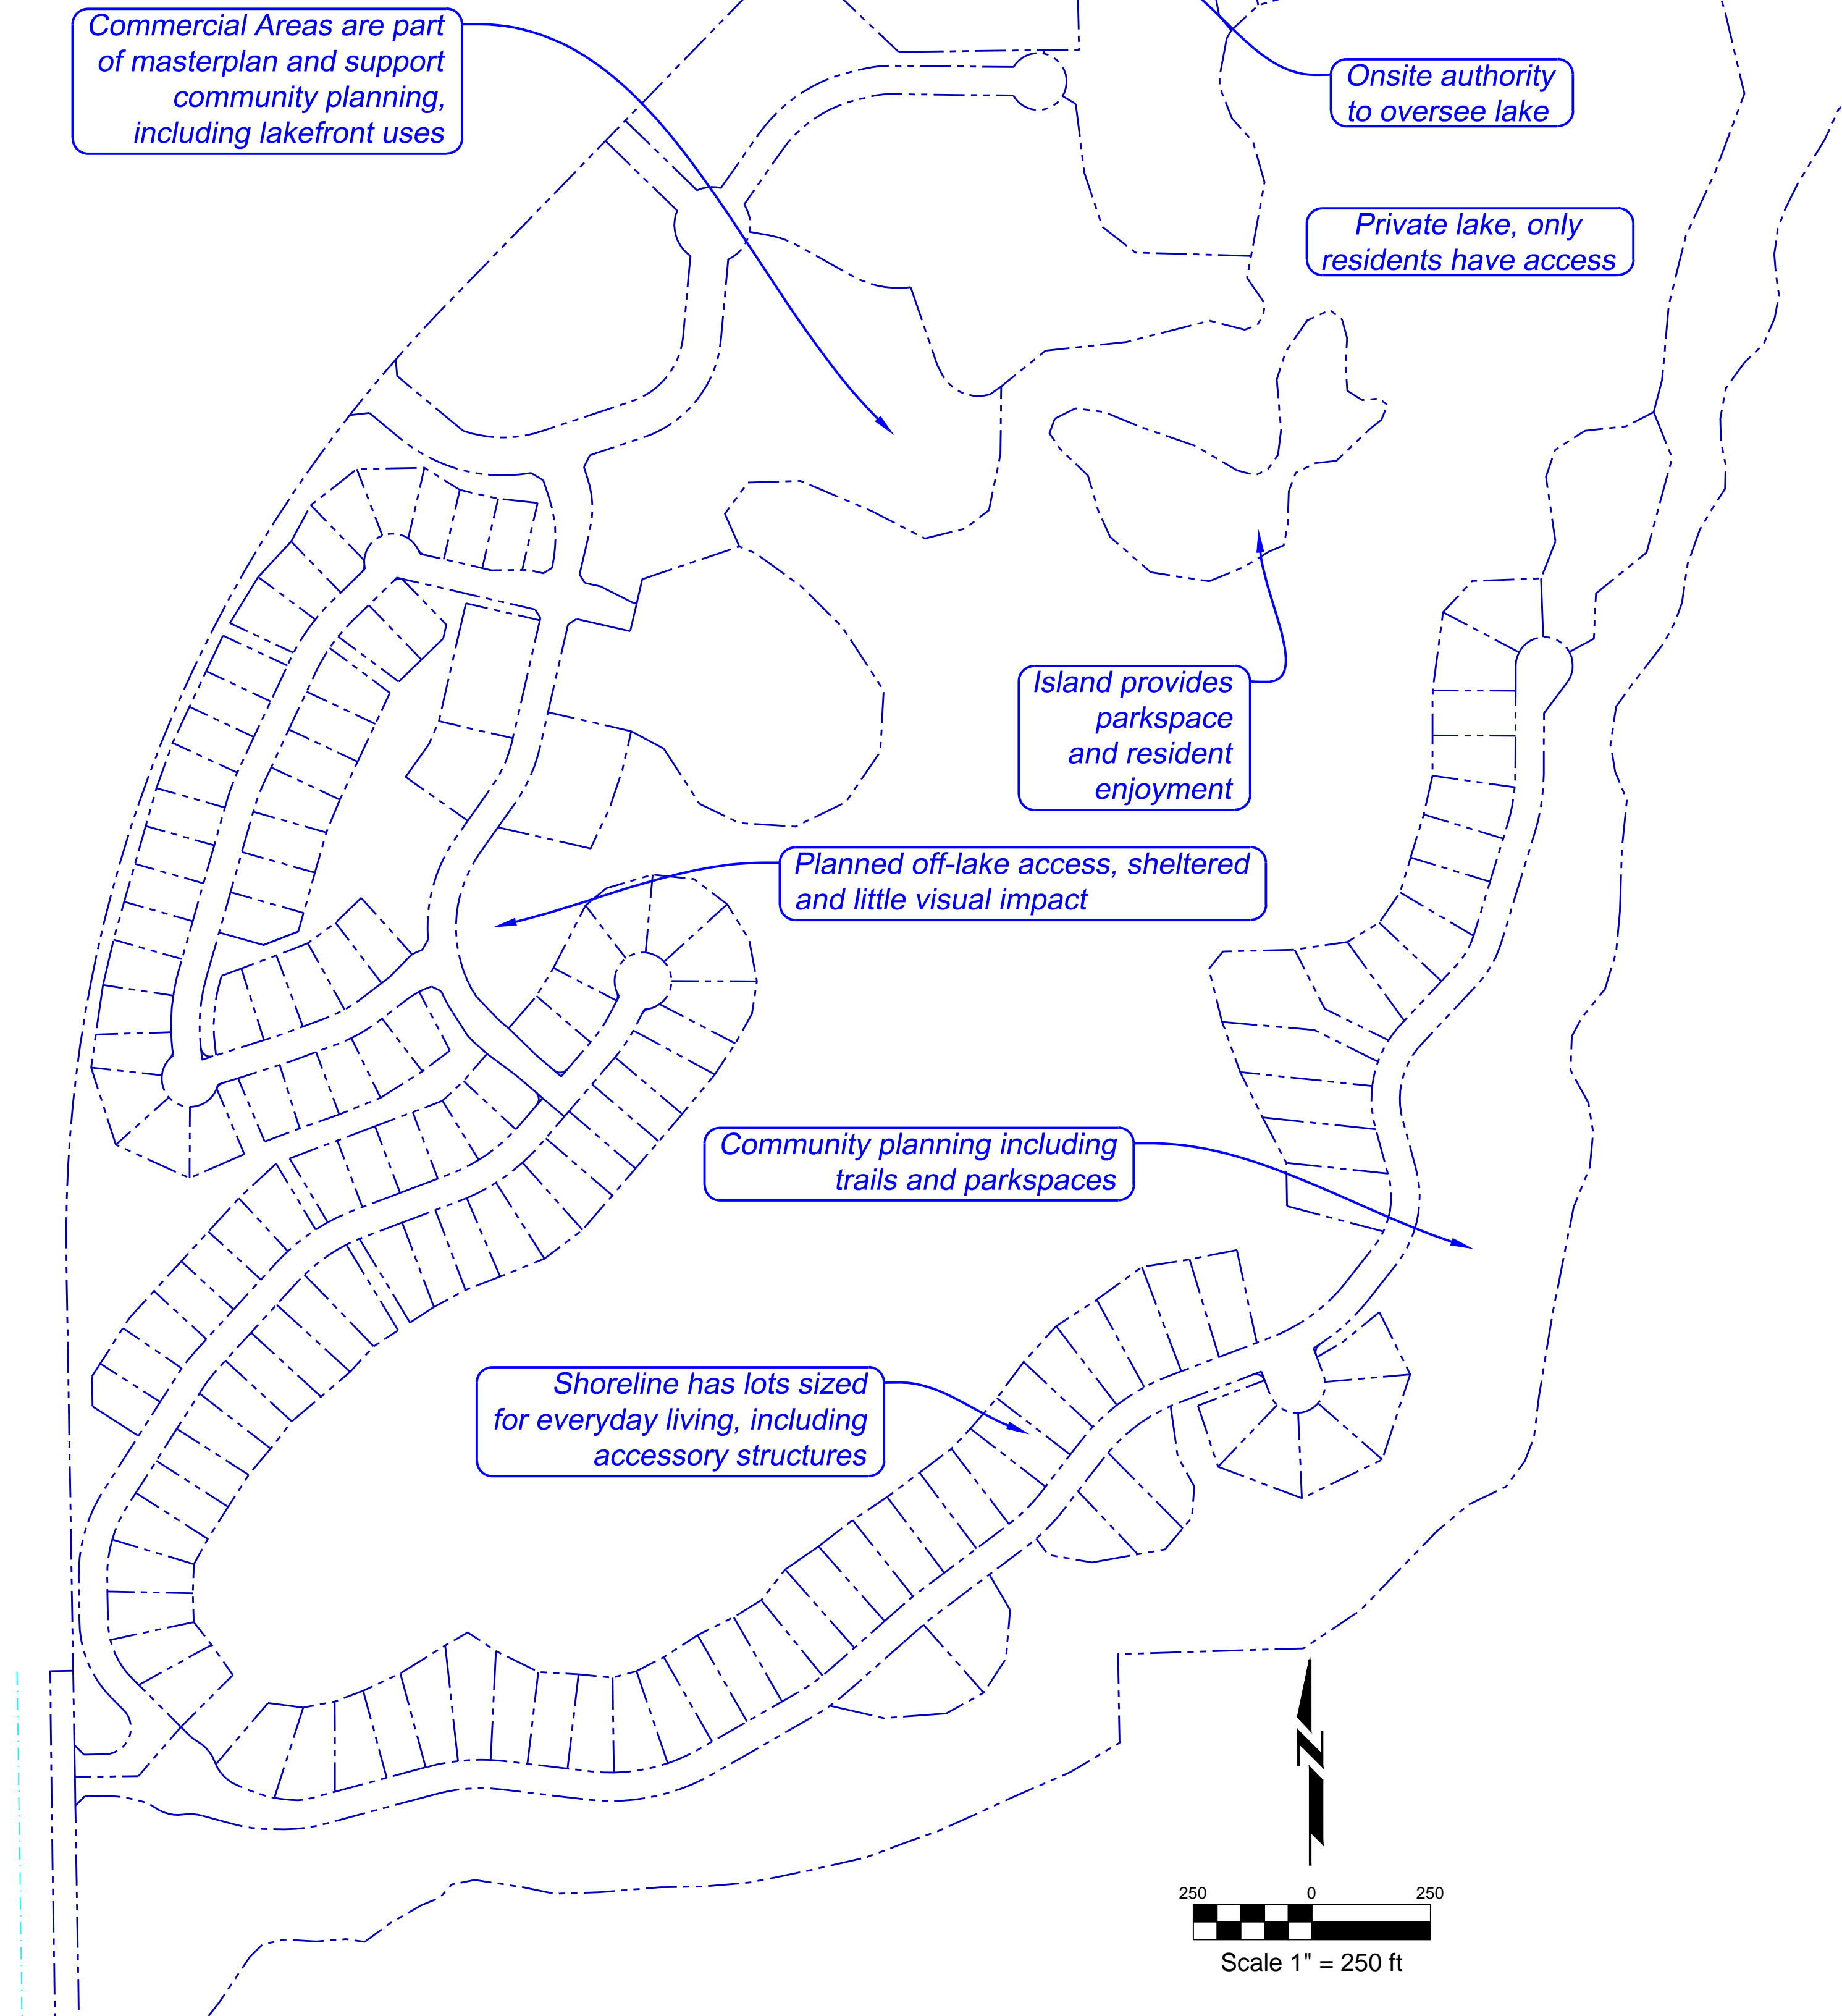 Commercial Areas are part
of masterplan and support
community planning,
including lakefront uses
Onsite authority
to oversee lake
Private lake, only
residents have access
Island provides
parkspace
and resident
enjoyment
Planned off-lake access, sheltered
and little visual impact
Community planning including
trails and parkspaces
Shoreline has lots sized
for everyday living, including
accessory structures
N
250 0 250
Scale 1" = 250 ft